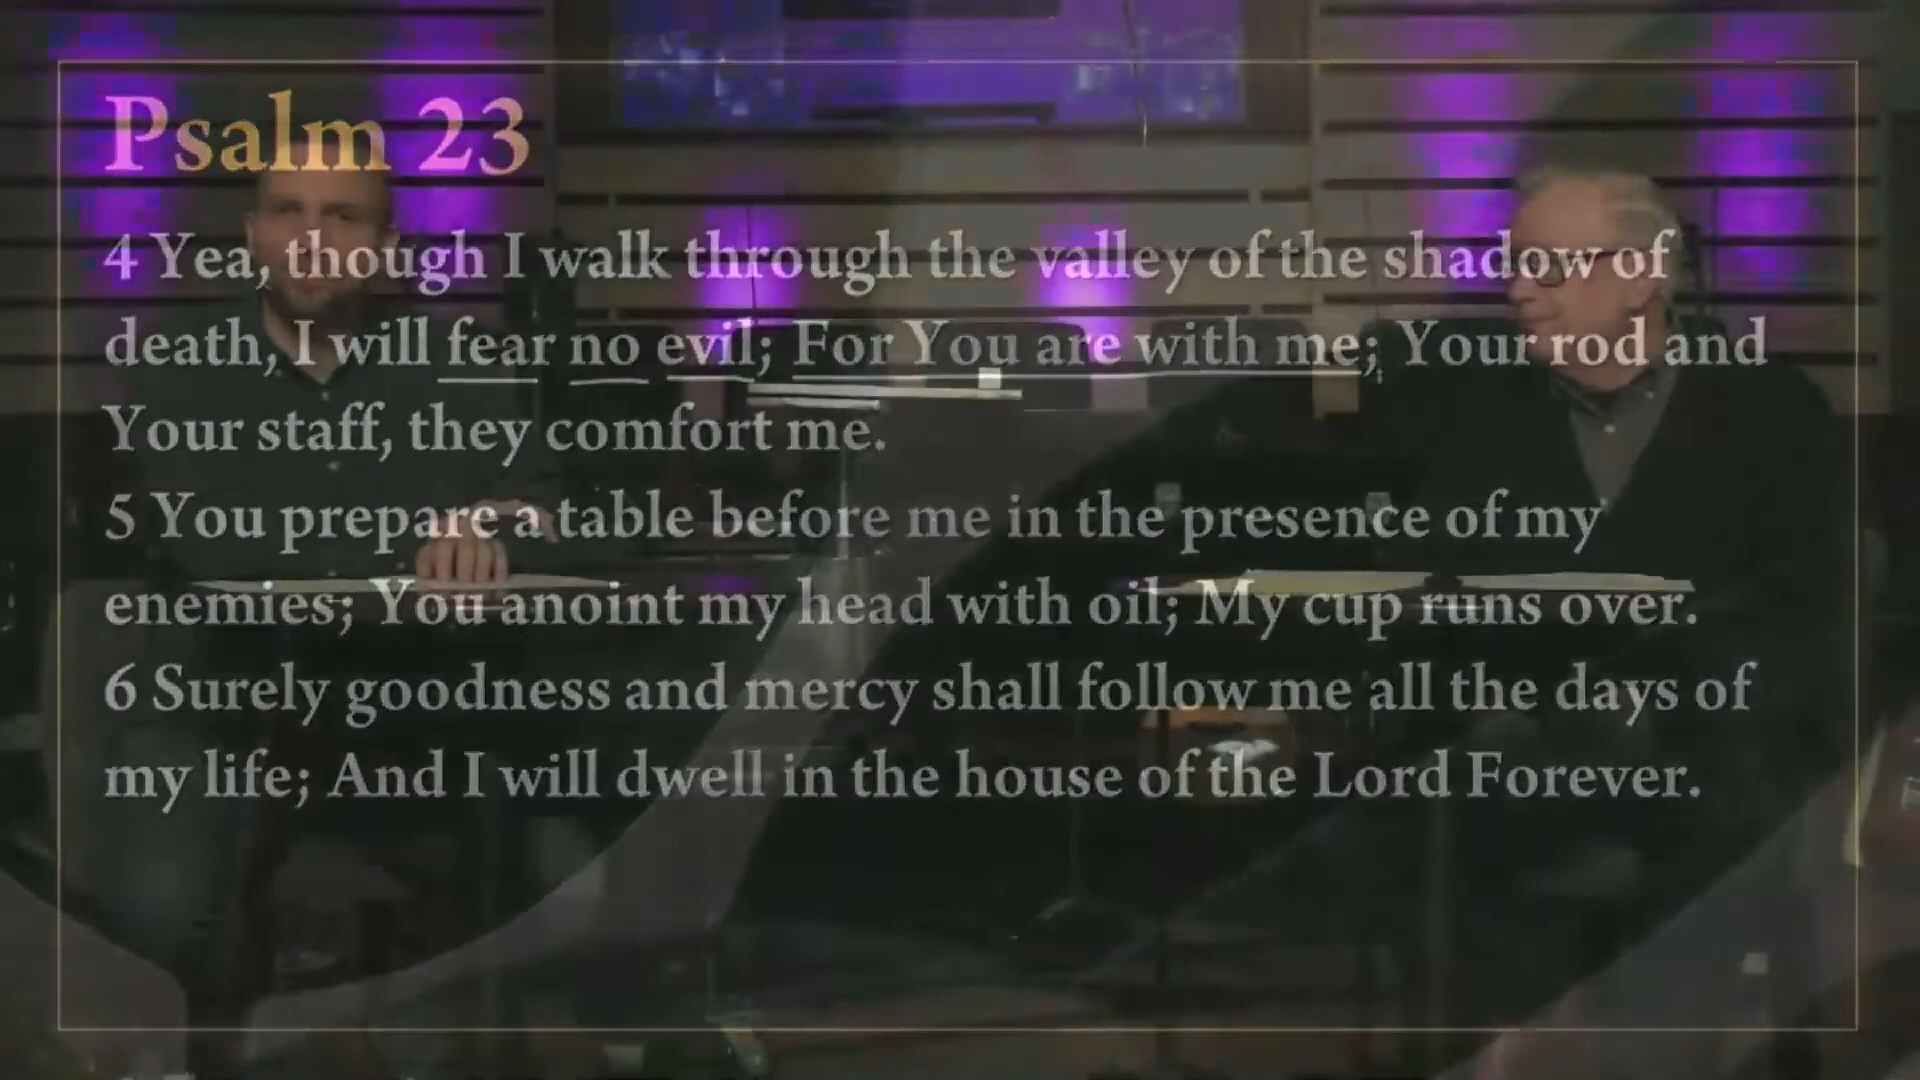 Psalm 23
4 Yea, though I walk through the valley of the shadow of
death, I will fear no evil; For You are with me; Your rod and
Your staff, they comfort me.
5 You prepare a table before me in the presence of my
enemies; You anoint my head with oil; My cup runs over.
6 Surely goodness and mercy shall follow me all the days of
my life; And I will dwell in the house of the Lord Forever.